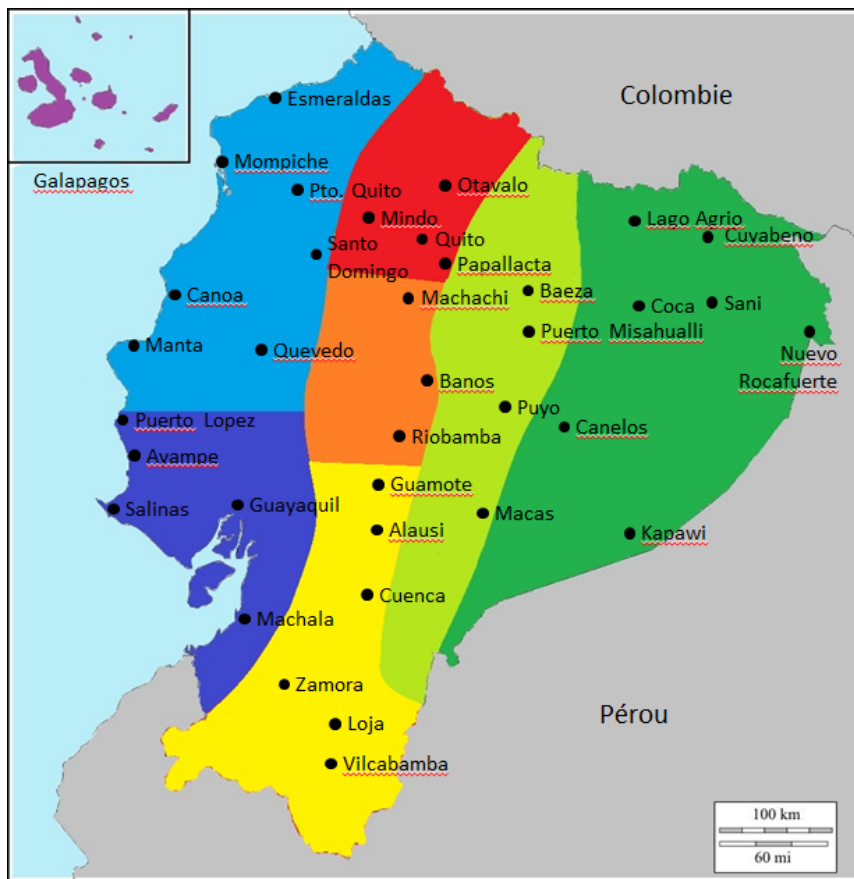 Esmeraldas
Colombie
Mompiche
Galapagos
Pto. Quito
Otavalo
Mindo
Lago Agrio
Quito
Cuyabeno
Santo
Domingo
Papallacta
Canoa
Machachi
Baeza
Coca
Sani
Manta
Quevedo
Puerto Misahualli
Nuevo
Rocafuerte
Banos
Puerto Lopez
Puyo
Canelos
Riobamba
Ayampe
Guamote
Salinas
Guayaquil
Macas
Alausi
Kapawi
Cuenca
Machala
Zamora
Pérou
Loja
Vilcabamba
100 km
60 mi